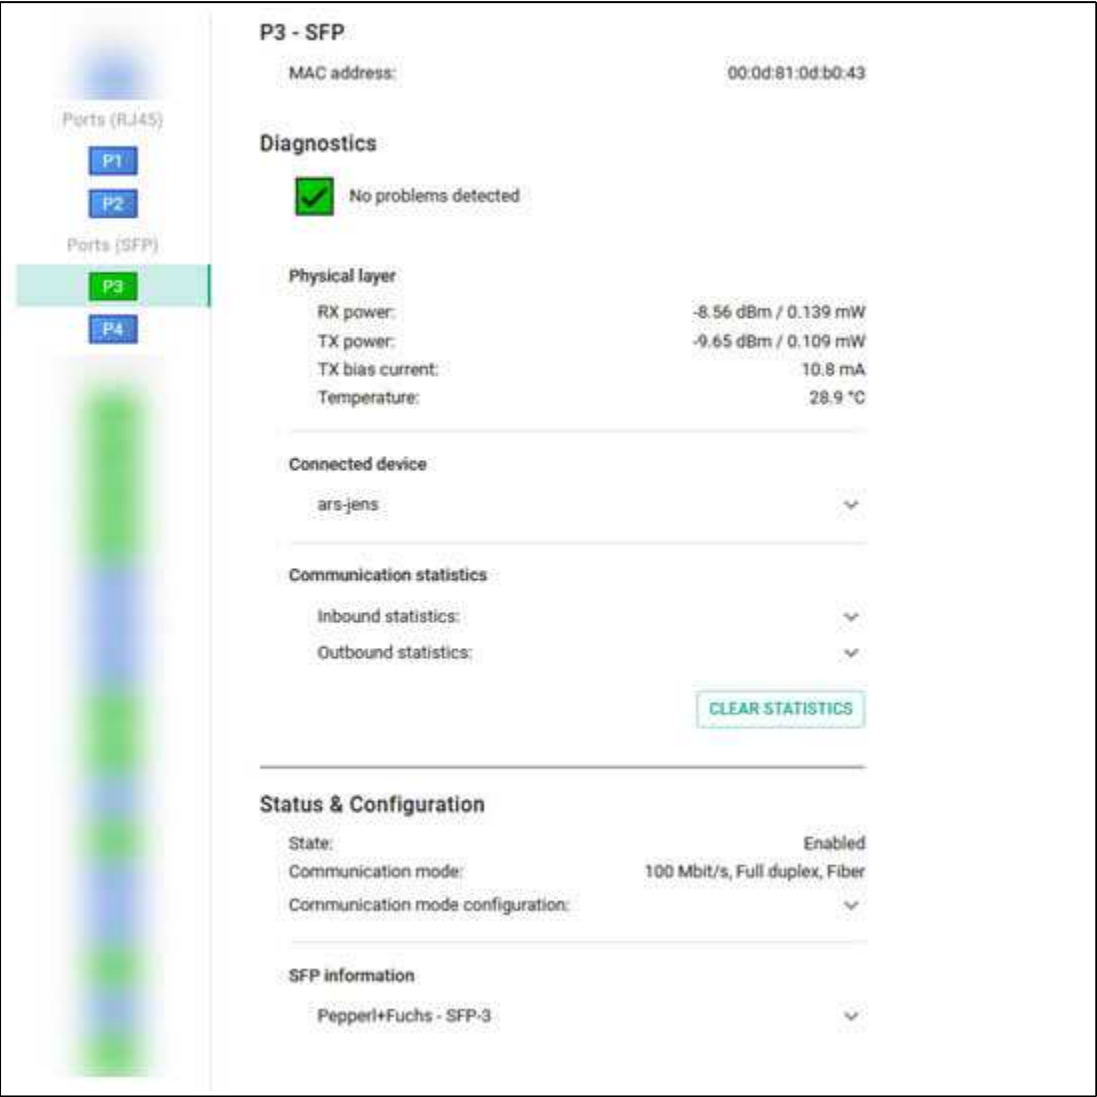 P3 - SFP
MAC address: 00:0d:81:0d:b0:43
Ports (RJ45)
P1
P2
Ports (SFP)
P3
P4
Diagnostics
No problems detected
Physical layer
RX power: -8.56 dBm / 0.139 mW
TX power: -9.65 dBm / 0.109 mW
TX bias current: 10.8 mA
Temperature: 28.9 °C
Connected device
ars-jens
Communication statistics
Inbound statistics:
Outbound statistics:
CLEAR STATISTICS
Status & Configuration
State: Enabled
Communication mode: 100 Mbit/s, Full duplex, Fiber
Communication mode configuration:
SFP information
Pepperl+Fuchs - SFP-3